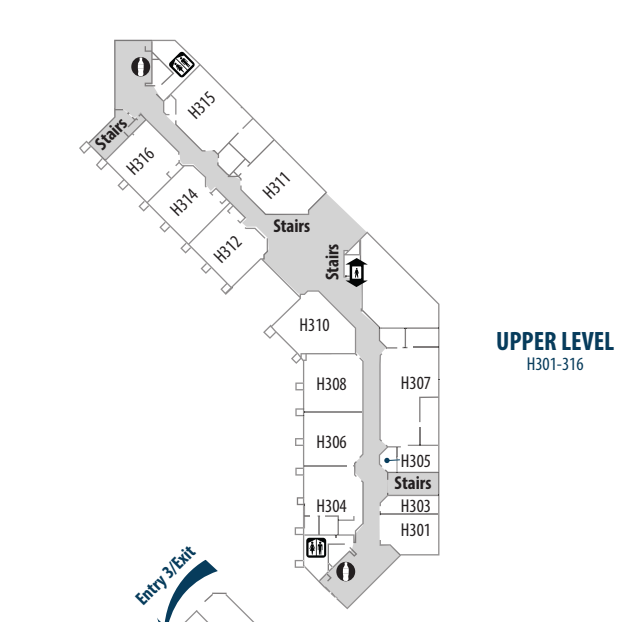 H315
Stairs
H316
H311
H314
Stairs
H312
Stairs
H310
UPPER LEVEL
H301-316
H308
H307
H306
H305
Stairs
H304
H303
H301
Entry 3/Exit